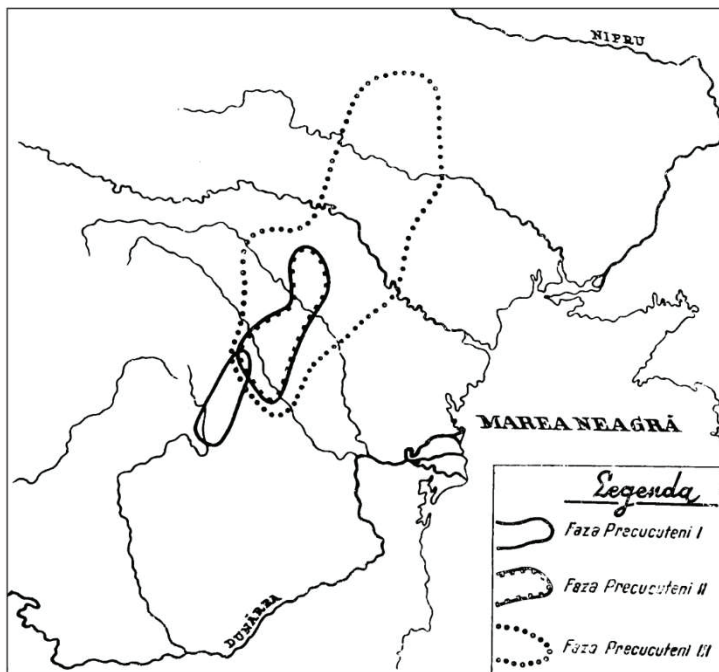 NIPRU
MAREA NEAGRĂ
DUNĂREA
Legenda
Faza Precucuteni I
Faza Precucuteni II
Faza Precucuteni III